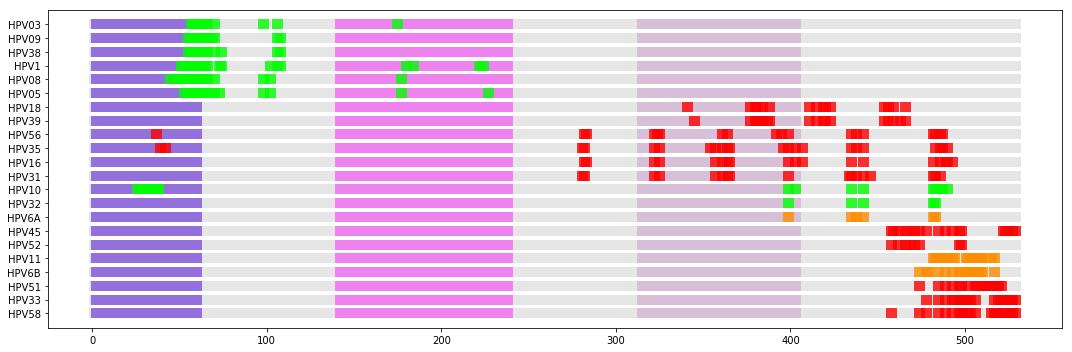 HPV03
HPV09
HPV38
HPV1
HPV08
HPV05
HPV18
HPV39
HPV56
HPV35
HPV16
HPV31
HPV10
HPV32
HPV6A
HPV45
HPV52
HPV11
HPV6B
HPV51
HPV33
HPV58
0 100 200 300 400 500